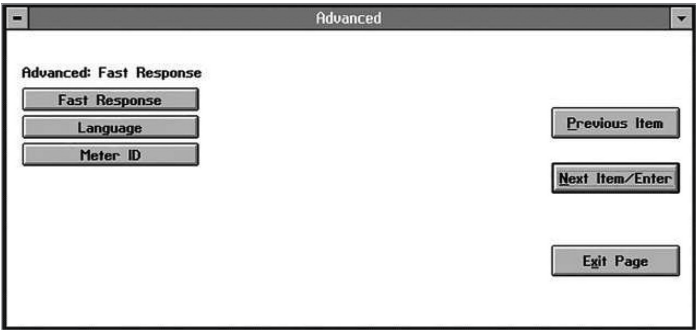 Advanced
Advanced: Fast Response
Fast Response
Language
Meter ID
Previous Item
Next Item/Enter
Exit Page